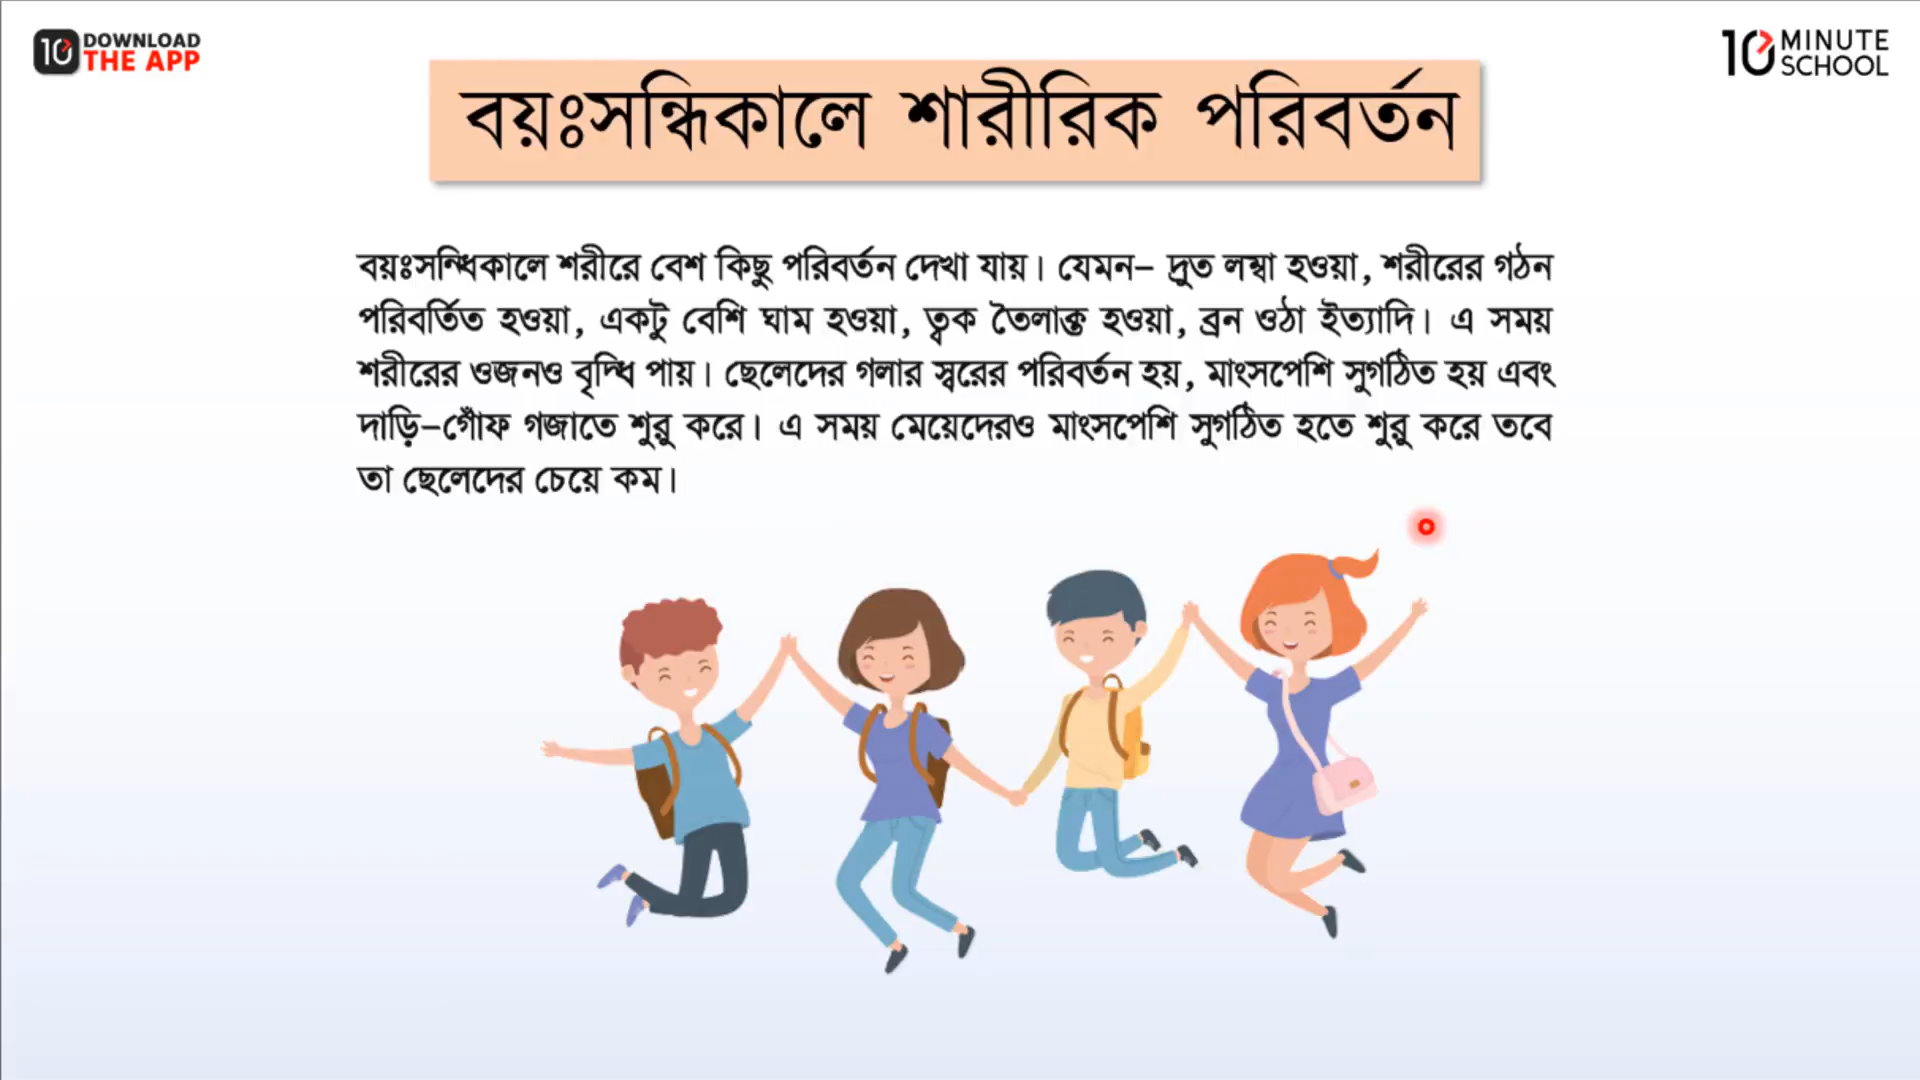 DOWNLOAD
THE APP
10 MINUTE
SCHOOL
বয়ঃসন্ধিকালে শারীরিক পরিবর্তন
বয়ঃসন্ধিকালে শরীরে বেশ কিছু পরিবর্তন দেখা যায়। যেমন– দ্রুত লম্বা হওয়া, শরীরের গঠন
পরিবর্তিত হওয়া, একটু বেশি ঘাম হওয়া, ত্বক তৈলাক্ত হওয়া, ব্রন ওঠা ইত্যাদি। এ সময়
শরীরের ওজনও বৃদ্ধি পায়। ছেলেদের গলার স্বরের পরিবর্তন হয়, মাংসপেশি সুগঠিত হয় এবং
দাড়ি–গোঁফ গজাতে শুরু করে। এ সময় মেয়েদেরও মাংসপেশি সুগঠিত হতে শুরু করে তবে
তা ছেলেদের চেয়ে কম।